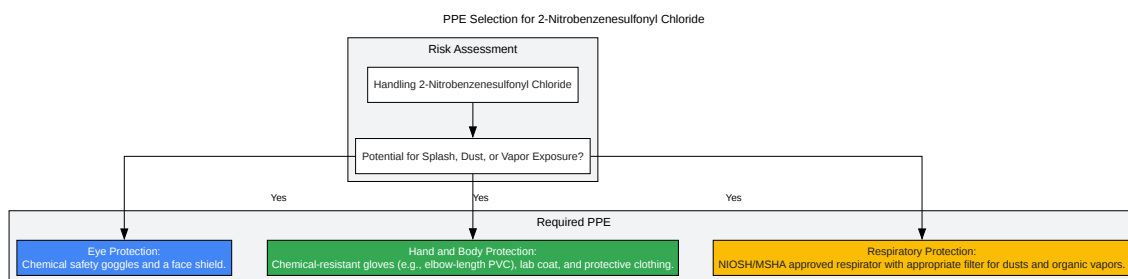 PPE Selection for 2-Nitrobenzenesulfonyl Chloride
Risk Assessment
Handling 2-Nitrobenzenesulfonyl Chloride
Potential for Splash, Dust, or Vapor Exposure?
Yes
Yes
Yes
Required PPE
Eye Protection:
Chemical safety goggles and a face shield.
Hand and Body Protection:
Chemical-resistant gloves (e.g., elbow-length PVC), lab coat, and protective clothing.
Respiratory Protection:
NIOSH/MSHA approved respirator with appropriate filter for dusts and organic vapors.